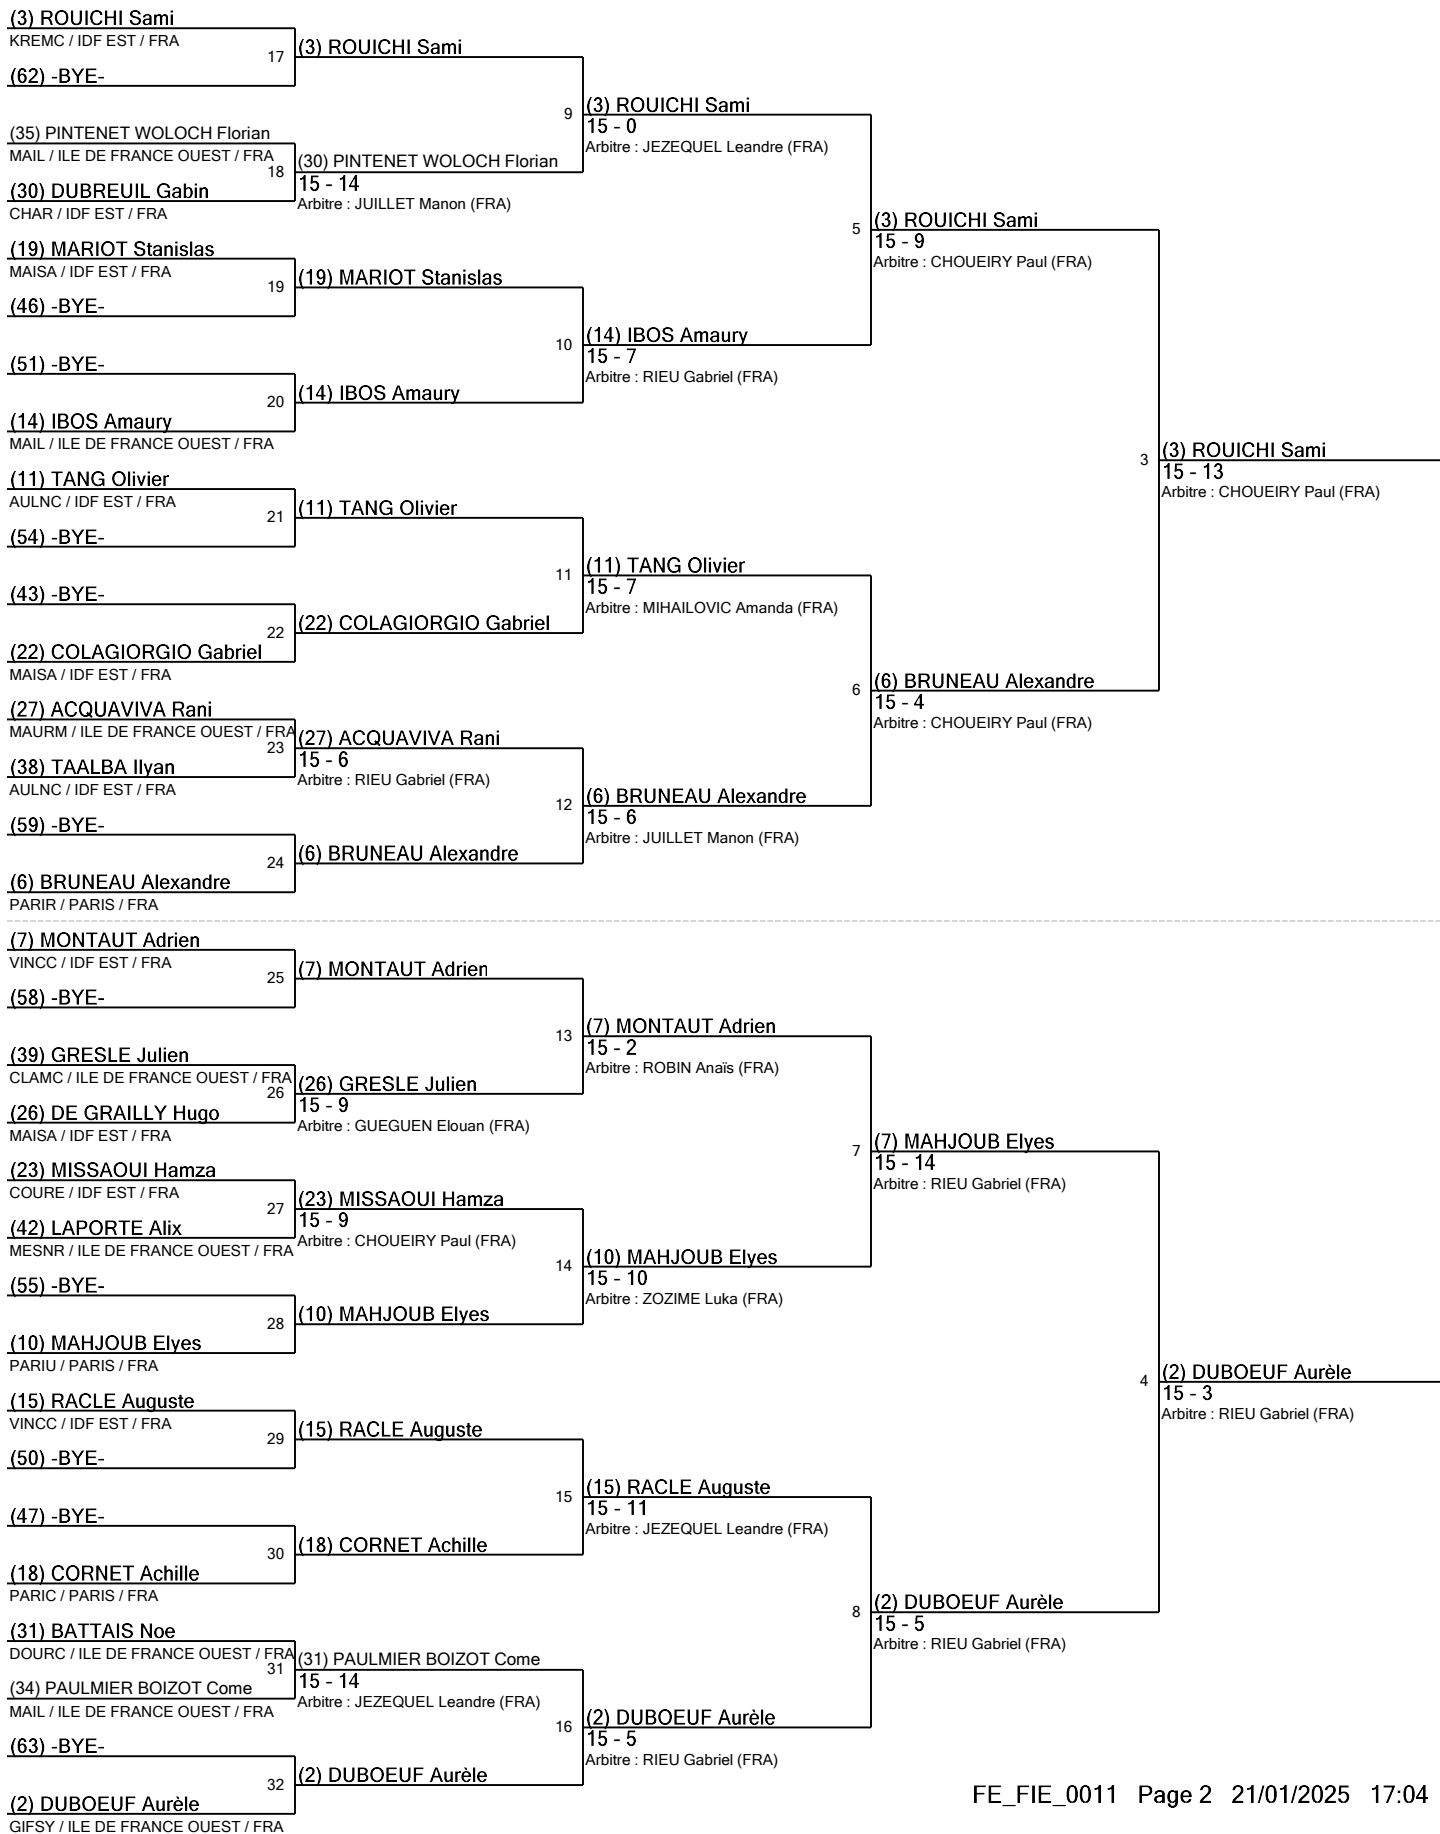 (3) ROUICHI Sami
KREMC / IDF EST / FRA
17
(3) ROUICHI Sami
(62) -BYE-
9
(3) ROUICHI Sami
15 - 0
Arbitre : JEZEQUEL Leandre (FRA)
(35) PINTENET WOLOCH Florian
MAIL / ILE DE FRANCE OUEST / FRA
18
(30) PINTENET WOLOCH Florian
15 - 14
Arbitre : JUILLET Manon (FRA)
(30) DUBREUIL Gabin
CHAR / IDF EST / FRA
5
(3) ROUICHI Sami
15 - 9
Arbitre : CHOUEIRY Paul (FRA)
(19) MARIOT Stanislas
MAISA / IDF EST / FRA
19
(19) MARIOT Stanislas
(46) -BYE-
10
(14) IBOS Amaury
15 - 7
Arbitre : RIEU Gabriel (FRA)
(51) -BYE-
20
(14) IBOS Amaury
(14) IBOS Amaury
MAIL / ILE DE FRANCE OUEST / FRA
3
(3) ROUICHI Sami
15 - 13
Arbitre : CHOUEIRY Paul (FRA)
(11) TANG Olivier
AULNC / IDF EST / FRA
21
(11) TANG Olivier
(54) -BYE-
11
(11) TANG Olivier
15 - 7
Arbitre : MIHAILOVIC Amanda (FRA)
(43) -BYE-
22
(22) COLAGIORGIO Gabriel
(22) COLAGIORGIO Gabriel
MAISA / IDF EST / FRA
6
(6) BRUNEAU Alexandre
15 - 4
Arbitre : CHOUEIRY Paul (FRA)
(27) ACQUAVIVA Rani
MAURM / ILE DE FRANCE OUEST / FRA
23
(27) ACQUAVIVA Rani
15 - 6
Arbitre : RIEU Gabriel (FRA)
(38) TAALBA Ilyan
AULNC / IDF EST / FRA
12
(6) BRUNEAU Alexandre
15 - 6
Arbitre : JUILLET Manon (FRA)
(59) -BYE-
24
(6) BRUNEAU Alexandre
(6) BRUNEAU Alexandre
PARIR / PARIS / FRA
(7) MONTAUT Adrien
VINCC / IDF EST / FRA
25
(7) MONTAUT Adrien
(58) -BYE-
13
(7) MONTAUT Adrien
15 - 2
Arbitre : ROBIN Anaïs (FRA)
(39) GRESLE Julien
CLAMC / ILE DE FRANCE OUEST / FRA
26
(26) GRESLE Julien
15 - 9
Arbitre : GUEGUEN Elouan (FRA)
(26) DE GRAILLY Hugo
MAISA / IDF EST / FRA
7
(7) MAHJOUB Elyes
15 - 14
Arbitre : RIEU Gabriel (FRA)
(23) MISSAOUI Hamza
COURE / IDF EST / FRA
27
(23) MISSAOUI Hamza
15 - 9
Arbitre : CHOUEIRY Paul (FRA)
(42) LAPORTE Alix
MESNR / ILE DE FRANCE OUEST / FRA
14
(10) MAHJOUB Elyes
15 - 10
Arbitre : ZOZIME Luka (FRA)
(55) -BYE-
28
(10) MAHJOUB Elyes
(10) MAHJOUB Elyes
PARIU / PARIS / FRA
4
(2) DUBOEUF Aurèle
15 - 3
Arbitre : RIEU Gabriel (FRA)
(15) RACLE Auguste
VINCC / IDF EST / FRA
29
(15) RACLE Auguste
(50) -BYE-
15
(15) RACLE Auguste
15 - 11
Arbitre : JEZEQUEL Leandre (FRA)
(47) -BYE-
30
(18) CORNET Achille
(18) CORNET Achille
PARIC / PARIS / FRA
8
(2) DUBOEUF Aurèle
15 - 5
Arbitre : RIEU Gabriel (FRA)
(31) BATTAIS Noe
DOURC / ILE DE FRANCE OUEST / FRA
31
(31) PAULMIER BOIZOT Come
15 - 14
Arbitre : JEZEQUEL Leandre (FRA)
(34) PAULMIER BOIZOT Come
MAIL / ILE DE FRANCE OUEST / FRA
16
(2) DUBOEUF Aurèle
15 - 5
Arbitre : RIEU Gabriel (FRA)
(63) -BYE-
32
(2) DUBOEUF Aurèle
(2) DUBOEUF Aurèle
GIFSY / ILE DE FRANCE OUEST / FRA
FE_FIE_0011 Page 2 21/01/2025 17:04